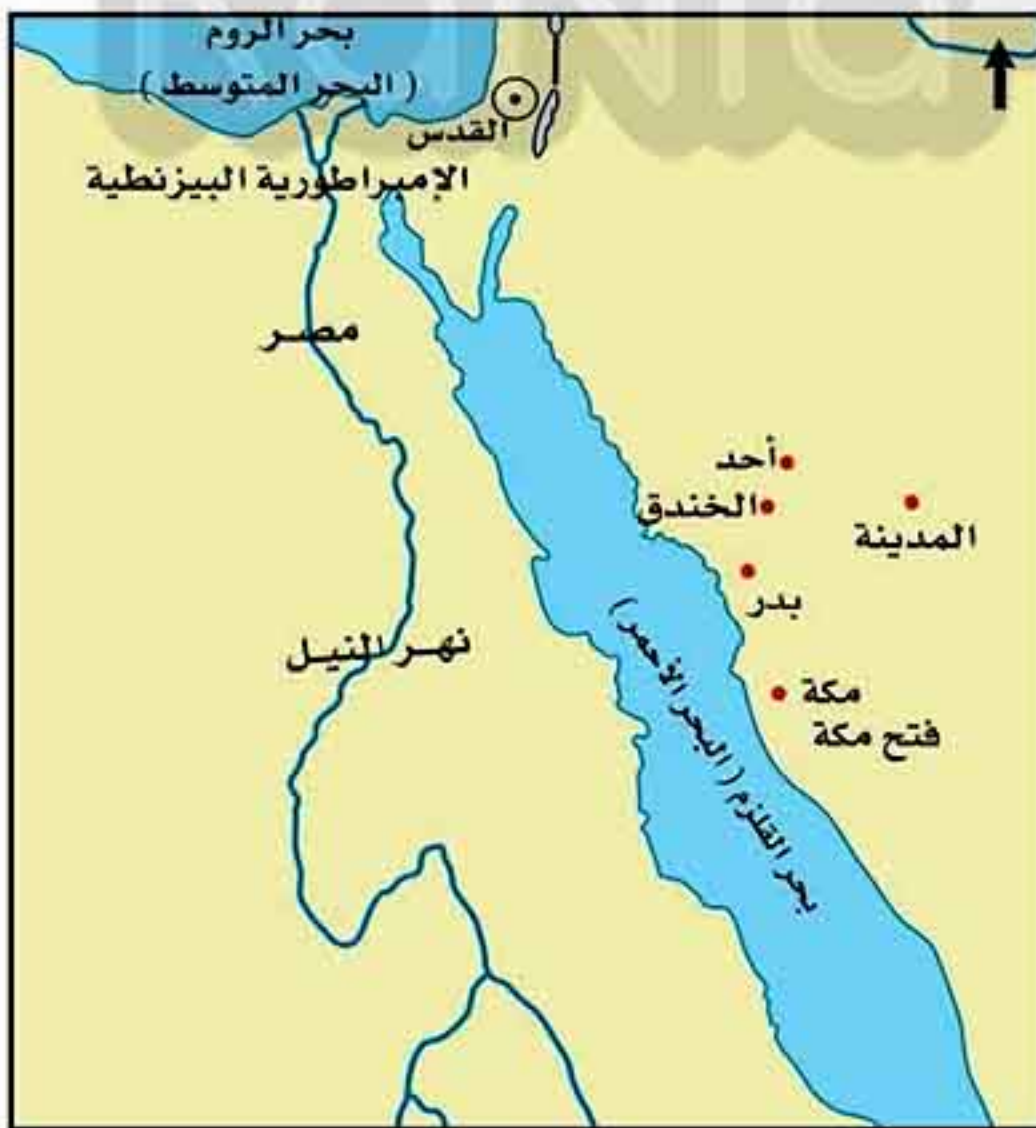 بحر الروم
( البحر المتوسط )
القدس
الإمبراطورية البيزنطية
مصر
أحد
الخندق
المدينة
بدر
نهر النيل
مكة
فتح مكة
بحر القلزم ( البحر الأحمر )